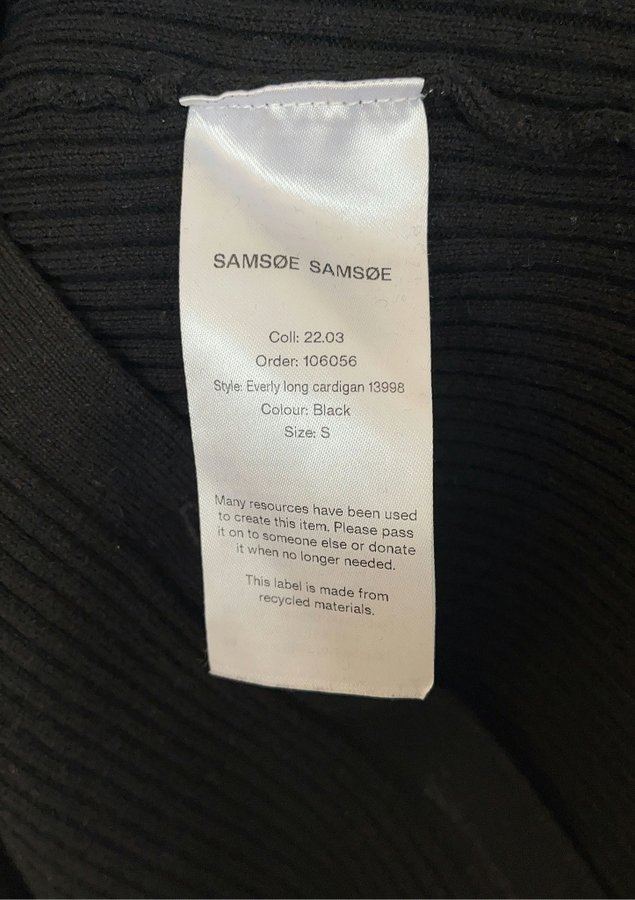 SAMSØE SAMSØE
Coll: 22.03
Order: 106056
Style: Everly long cardigan 13998
Colour: Black
Size: S
Many resources have been used
to create this item. Please pass
it on to someone else or donate
it when no longer needed.
This label is made from
recycled materials.